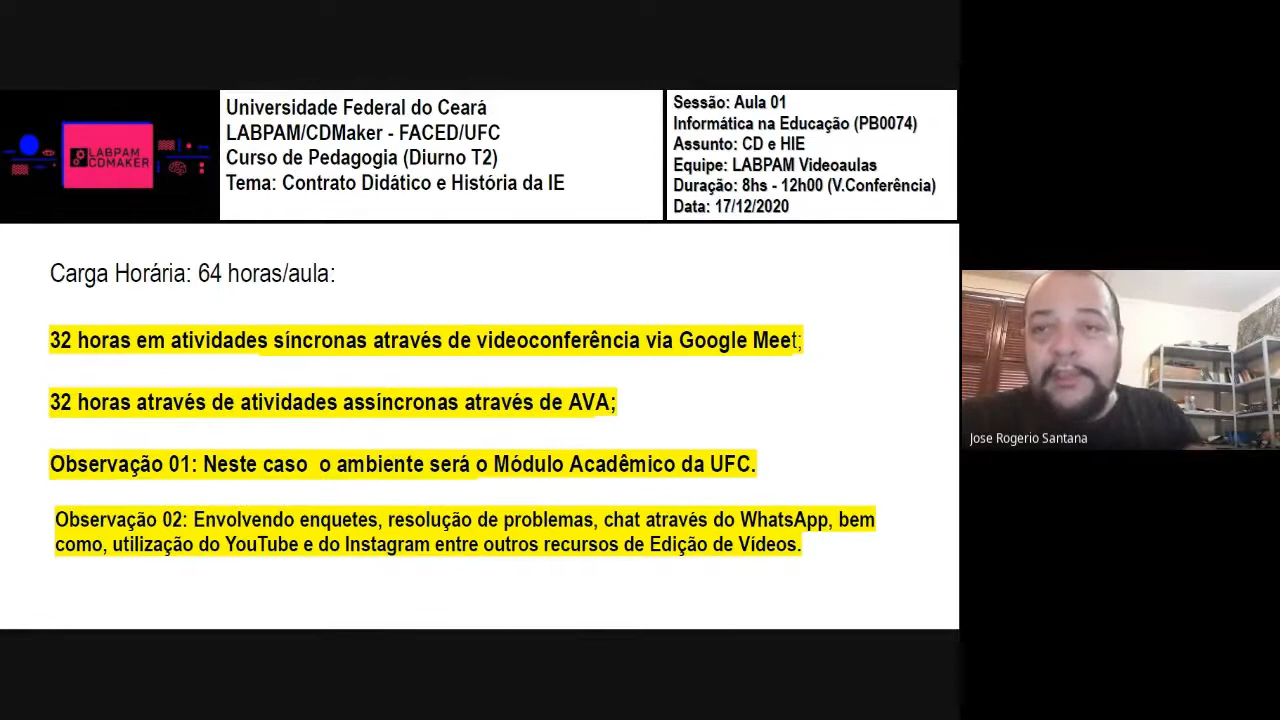 LABPAM
CDMAKER
Universidade Federal do Ceará
LABPAM/CDMaker - FACED/UFC
Curso de Pedagogia (Diurno T2)
Tema: Contrato Didático e História da IE
Sessão: Aula 01
Informática na Educação (PB0074)
Assunto: CD e HIE
Equipe: LABPAM Videoaulas
Duração: 8hs - 12h00 (V.Conferência)
Data: 17/12/2020
Carga Horária: 64 horas/aula:
32 horas em atividades síncronas através de videoconferência via Google Meet;
32 horas através de atividades assíncronas através de AVA;
Observação 01: Neste caso o ambiente será o Módulo Acadêmico da UFC.
Observação 02: Envolvendo enquetes, resolução de problemas, chat através do WhatsApp, bem
como, utilização do YouTube e do Instagram entre outros recursos de Edição de Vídeos.
Jose Rogerio Santana